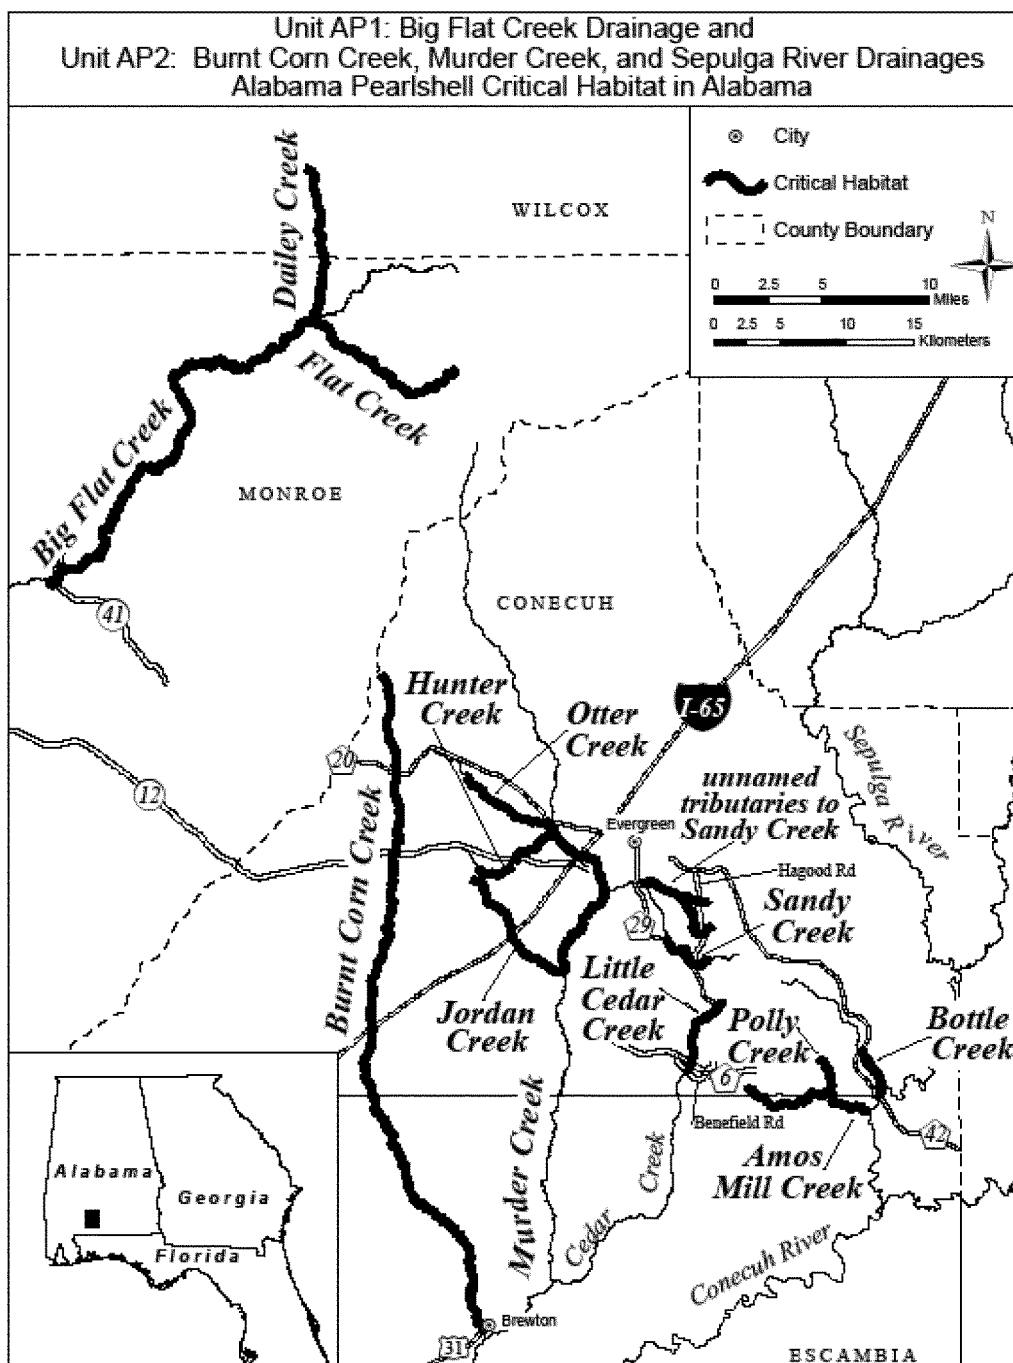 Unit AP1: Big Flat Creek Drainage and
Unit AP2: Burnt Corn Creek, Murder Creek, and Sepulga River Drainages
Alabama Pearlshell Critical Habitat in Alabama
City
Critical Habitat
County Boundary
N
0 2.5 5 10
Miles
0 2.5 5 10 15
Kilometers
WILCOX
Dailey Creek
Flat Creek
Big Flat Creek
MONROE
41
CONECUH
Hunter
Creek
Otter
Creek
I-65
Sepulga River
20
12
unnamed
tributaries to
Sandy Creek
Evergreen
Hagood Rd
Burnt Corn Creek
Sandy
Creek
29
Little
Cedar
Creek
Jordan
Creek
Polly
Creek
Bottle
Creek
6
Benefield Rd
42
Murder Creek
Cedar Creek
Amos
Mill Creek
Conecuh River
Alabama
Georgia
Florida
Brewton
31
ESCAMBIA